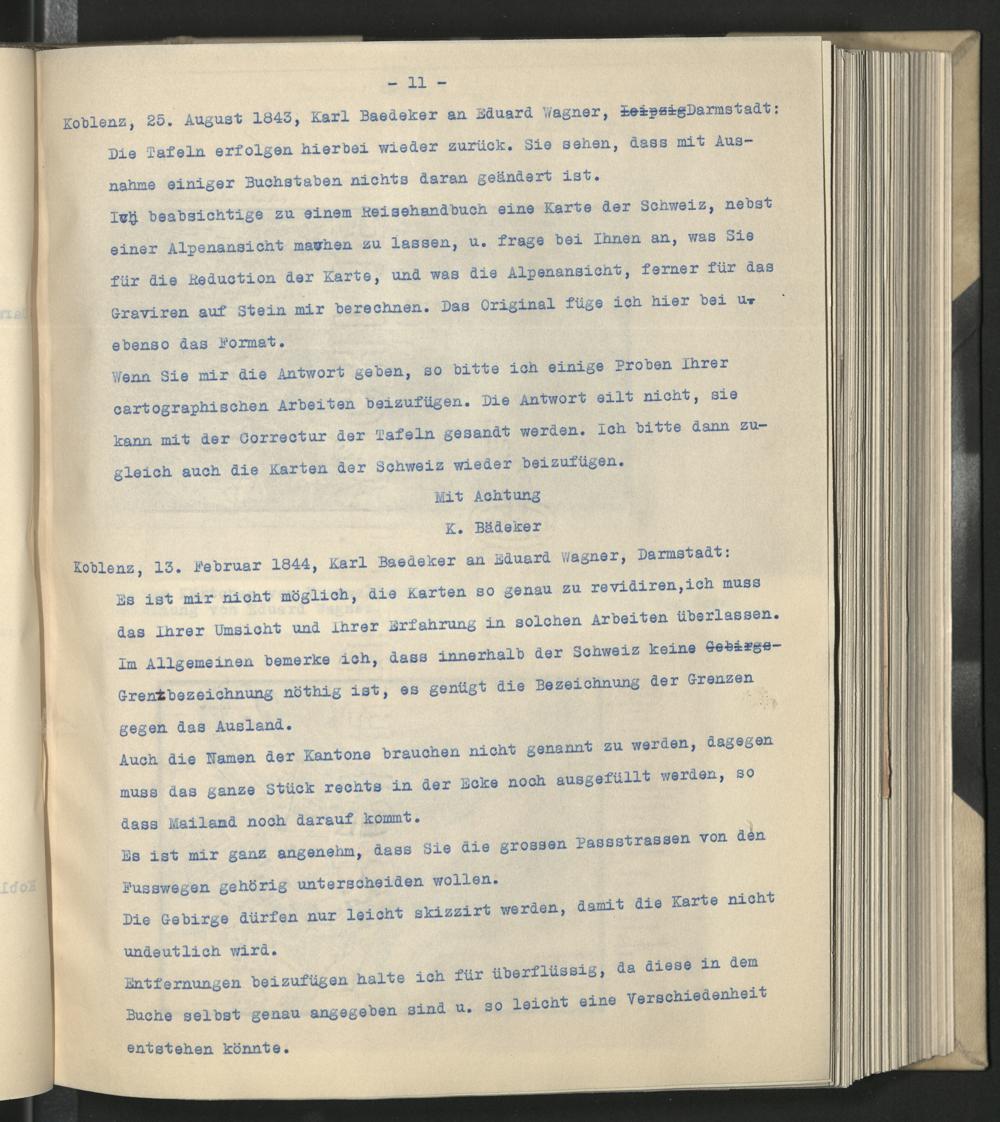 - 11 -
Koblenz, 25. August 1843, Karl Baedeker an Eduard Wagner, LeipzigDarmstadt:
Die Tafeln erfolgen hierbei wieder zurück. Sie sehen, dass mit Aus-
nahme einiger Buchstaben nichts daran geändert ist.
Ich beabsichtige zu einem Reisehandbuch eine Karte der Schweiz, nebst
einer Alpenansicht machen zu lassen, u. frage bei Ihnen an, was Sie
für die Reduction der Karte, und was die Alpenansicht, ferner für das
Graviren auf Stein mir berechnen. Das Original füge ich hier bei u.
ebenso das Format.
Wenn Sie mir die Antwort geben, so bitte ich einige Proben Ihrer
cartographischen Arbeiten beizufügen. Die Antwort eilt nicht, sie
kann mit der Correctur der Tafeln gesandt werden. Ich bitte dann zu-
gleich auch die Karten der Schweiz wieder beizufügen.
Mit Achtung
K. Bädeker
Koblenz, 13. Februar 1844, Karl Baedeker an Eduard Wagner, Darmstadt:
Es ist mir nicht möglich, die Karten so genau zu revidiren,ich muss
das Ihrer Umsicht und Ihrer Erfahrung in solchen Arbeiten überlassen.
Im Allgemeinen bemerke ich, dass innerhalb der Schweiz keine Gebirgs-
Grenzbezeichnung nöthig ist, es genügt die Bezeichnung der Grenzen
gegen das Ausland.
Auch die Namen der Kantone brauchen nicht genannt zu werden, dagegen
muss das ganze Stück rechts in der Ecke noch ausgefüllt werden, so
dass Mailand noch darauf kommt.
Es ist mir ganz angenehm, dass Sie die grossen Passstrassen von den
Fusswegen gehörig unterscheiden wollen.
Die Gebirge dürfen nur leicht skizzirt werden, damit die Karte nicht
undeutlich wird.
Entfernungen beizufügen halte ich für überflüssig, da diese in dem
Buche selbst genau angegeben sind u. so leicht eine Verschiedenheit
entstehen könnte.